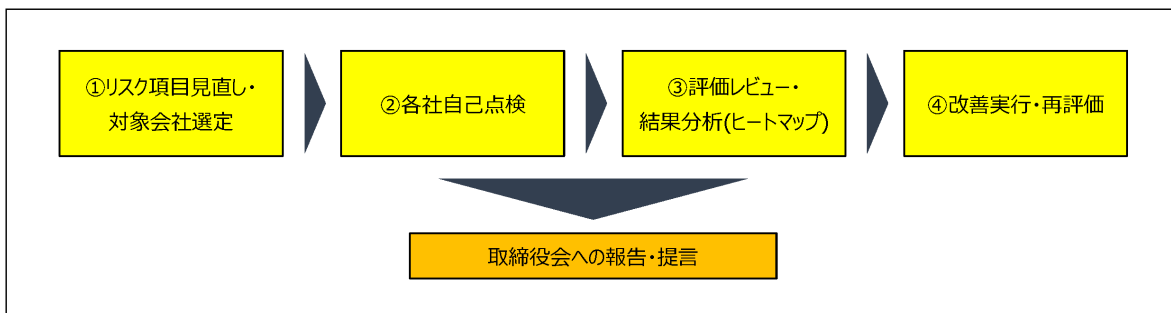 ①リスク項目見直し・
対象会社選定
②各社自己点検
③評価レビュー・
結果分析(ヒートマップ)
④改善実行・再評価
取締役会への報告・提言